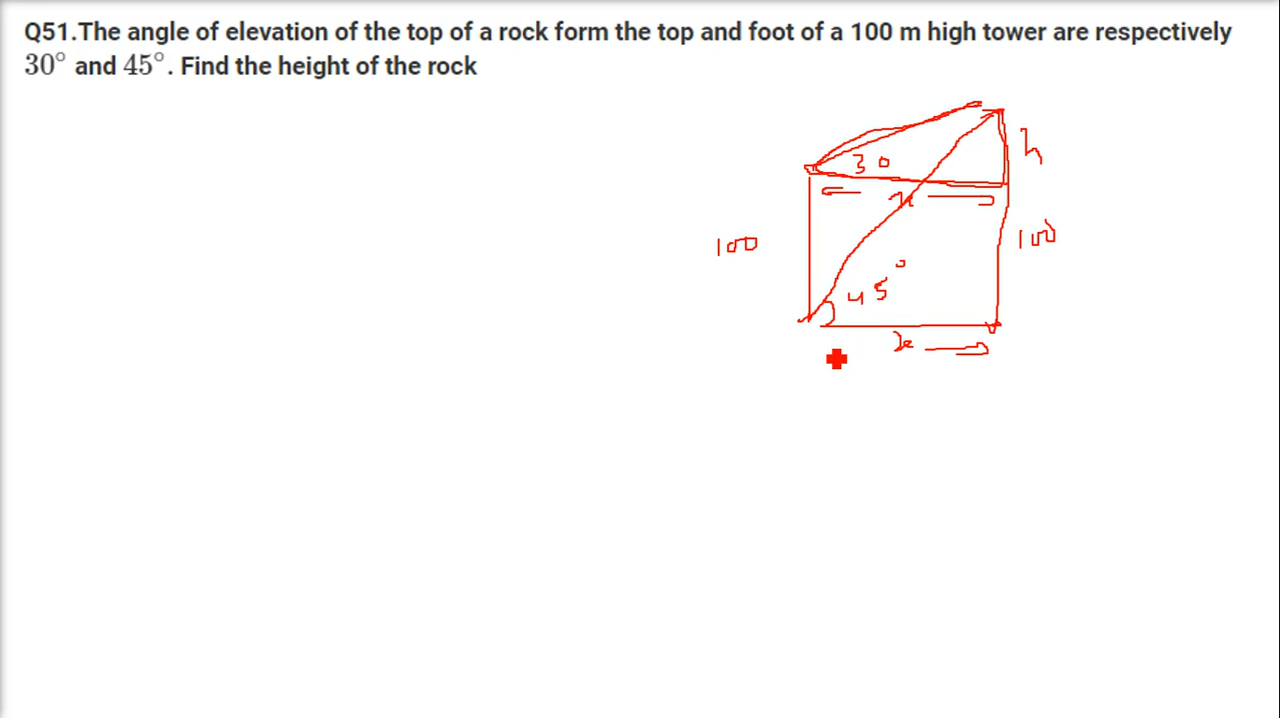 Q51.The angle of elevation of the top of a rock form the top and foot of a 100 m high tower are respectively
30° and 45°. Find the height of the rock
h
30
x
100
100
45°
x